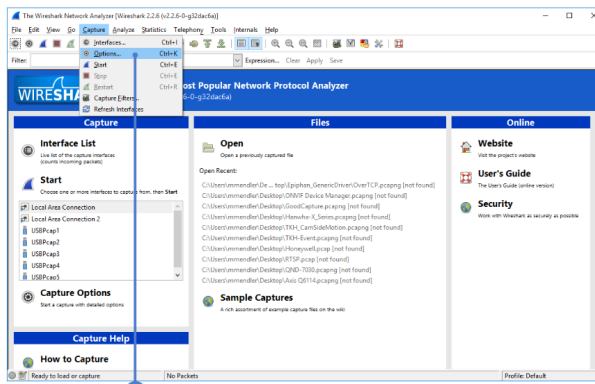 The Wireshark Network Analyzer [Wireshark 2.2.6 (v2.2.6-0-g32dac6a)]
File Edit View Go Capture Analyze Statistics Telephony Tools Internals Help
Interfaces... Ctrl+I
Options... Ctrl+K
Start Ctrl+E
Stop Ctrl+E
Restart Ctrl+R
Capture Filters...
Refresh Interfaces
Filter: Expression... Clear Apply Save
WIRESHA
ost Popular Network Protocol Analyzer
6-0-g32dac6a)
Capture
Interface List
Live list of the capture interfaces
(counts incoming packets)
Start
Choose one or more interfaces to capture from, then Start
Local Area Connection
Local Area Connection 2
USBPcap1
USBPcap2
USBPcap3
USBPcap4
USBPcap5
Capture Options
Start a capture with detailed options
Capture Help
How to Capture
Files
Open
Open a previously captured file
Open Recent:
C:\Users\mmendler\De ... top\Epiphan_GenericDriver\OverTCP.pcapng [not found]
C:\Users\mmendler\Desktop\ONVIF Device Manager.pcapng [not found]
C:\Users\mmendler\Desktop\GoodCapture.pcapng [not found]
C:\Users\mmendler\Desktop\Hanwha-X_Series.pcapng [not found]
C:\Users\mmendler\Desktop\TKH_CamSideMotion.pcapng [not found]
C:\Users\mmendler\Desktop\TKH-Event.pcapng [not found]
C:\Users\mmendler\Desktop\Honeywell.pcap [not found]
C:\Users\mmendler\Desktop\RTSP.pcap [not found]
C:\Users\mmendler\Desktop\QND-7030.pcapng [not found]
C:\Users\mmendler\Desktop\Axis Q6114.pcapng [not found]
Sample Captures
A rich assortment of example capture files on the wiki
Online
Website
Visit the project's website
User's Guide
The User's Guide (online version)
Security
Work with Wireshark as securely as possible
Ready to load or capture
No Packets
Profile: Default